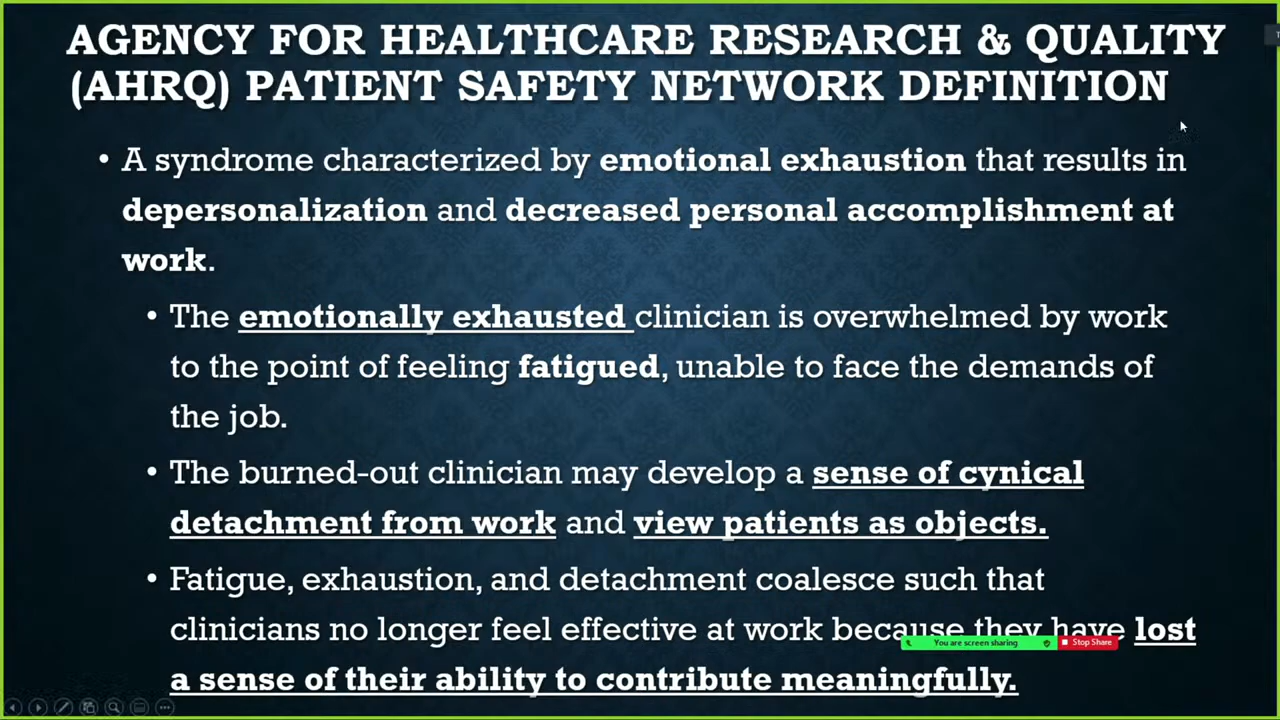 AGENCY FOR HEALTHCARE RESEARCH & QUALITY
(AHRQ) PATIENT SAFETY NETWORK DEFINITION
• A syndrome characterized by emotional exhaustion that results in
depersonalization and decreased personal accomplishment at
work.
• The emotionally exhausted clinician is overwhelmed by work
to the point of feeling fatigued, unable to face the demands of
the job.
• The burned-out clinician may develop a sense of cynical
detachment from work and view patients as objects.
• Fatigue, exhaustion, and detachment coalesce such that
clinicians no longer feel effective at work because they have lost
You are screen sharing Stop Share
a sense of their ability to contribute meaningfully.